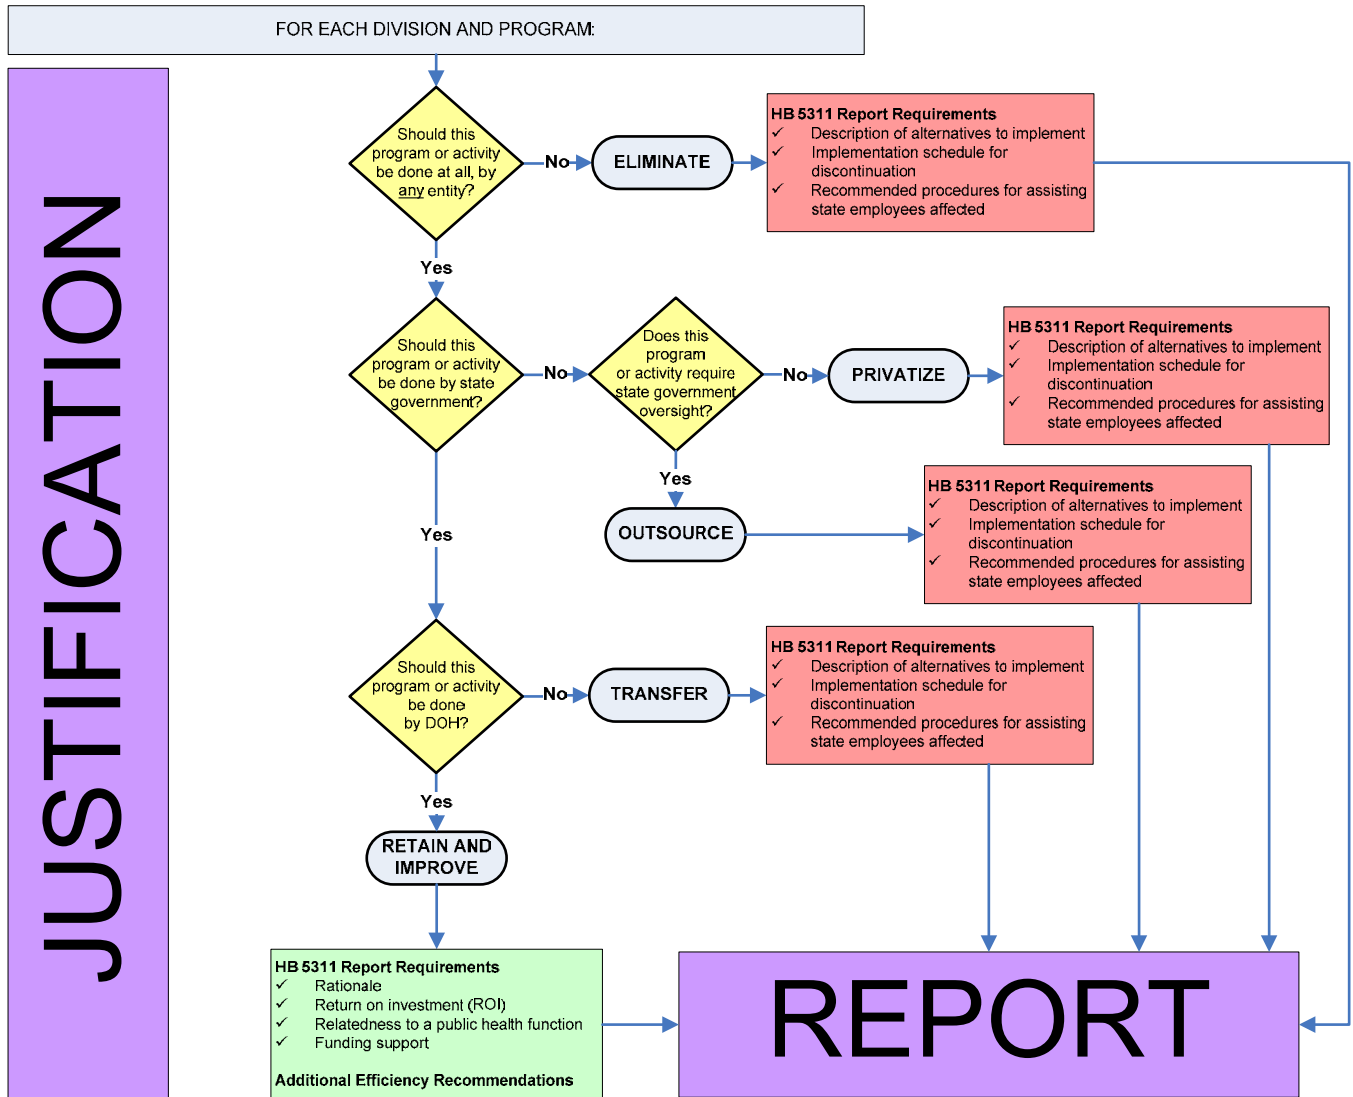 FOR EACH DIVISION AND PROGRAM:
JUSTIFICATION
Should this
program or activity
be done at all, by
any entity?
No
ELIMINATE
HB 5311 Report Requirements
✓ Description of alternatives to implement
✓ Implementation schedule for
discontinuation
✓ Recommended procedures for assisting
state employees affected
Yes
Should this
program or activity
be done by state
government?
No
Does this
program
or activity require
state government
oversight?
No
PRIVATIZE
HB 5311 Report Requirements
✓ Description of alternatives to implement
✓ Implementation schedule for
discontinuation
✓ Recommended procedures for assisting
state employees affected
Yes
OUTSOURCE
HB 5311 Report Requirements
✓ Description of alternatives to implement
✓ Implementation schedule for
discontinuation
✓ Recommended procedures for assisting
state employees affected
Yes
Should this
program or activity
be done
by DOH?
No
TRANSFER
HB 5311 Report Requirements
✓ Description of alternatives to implement
✓ Implementation schedule for
discontinuation
✓ Recommended procedures for assisting
state employees affected
Yes
RETAIN AND
IMPROVE
HB 5311 Report Requirements
✓ Rationale
✓ Return on investment (ROI)
✓ Relatedness to a public health function
✓ Funding support
Additional Efficiency Recommendations
REPORT